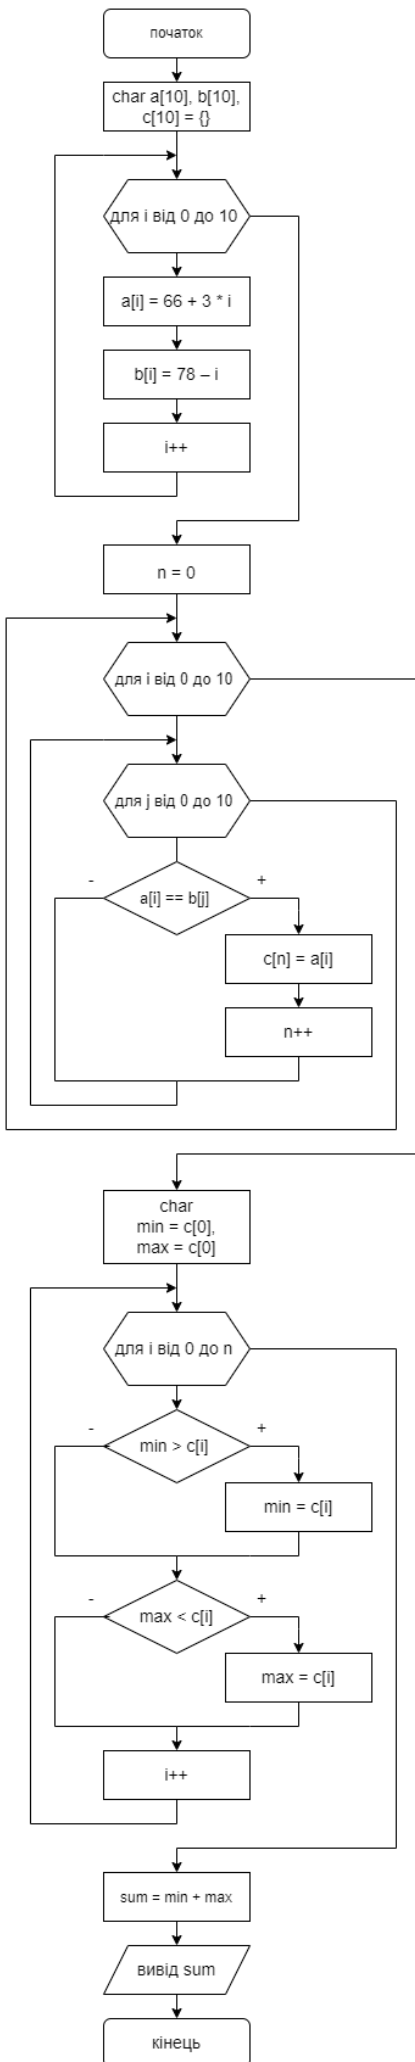 початок
char a[10], b[10],
c[10] = {}
для i від 0 до 10
a[i] = 66 + 3 * i
b[i] = 78 – i
i++
n = 0
для i від 0 до 10
для j від 0 до 10
-
+
a[i] == b[j]
c[n] = a[i]
n++
char
min = c[0],
max = c[0]
для i від 0 до n
-
+
min > c[i]
min = c[i]
-
+
max < c[i]
max = c[i]
i++
sum = min + max
вивід sum
кінець